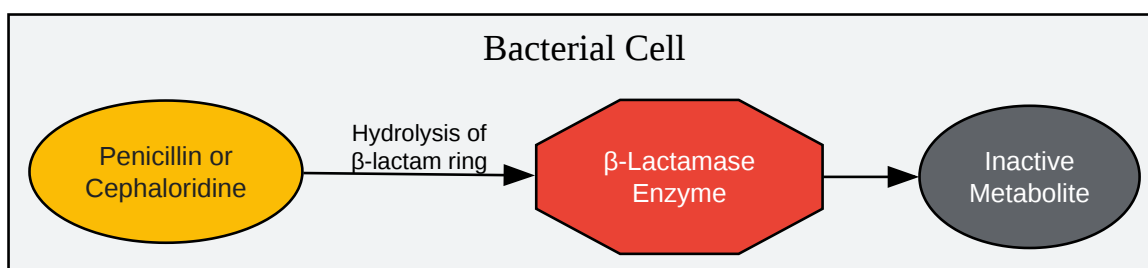 Bacterial Cell
Penicillin or
Cephaloridine
Hydrolysis of
β-lactam ring
β-Lactamase
Enzyme
Inactive
Metabolite